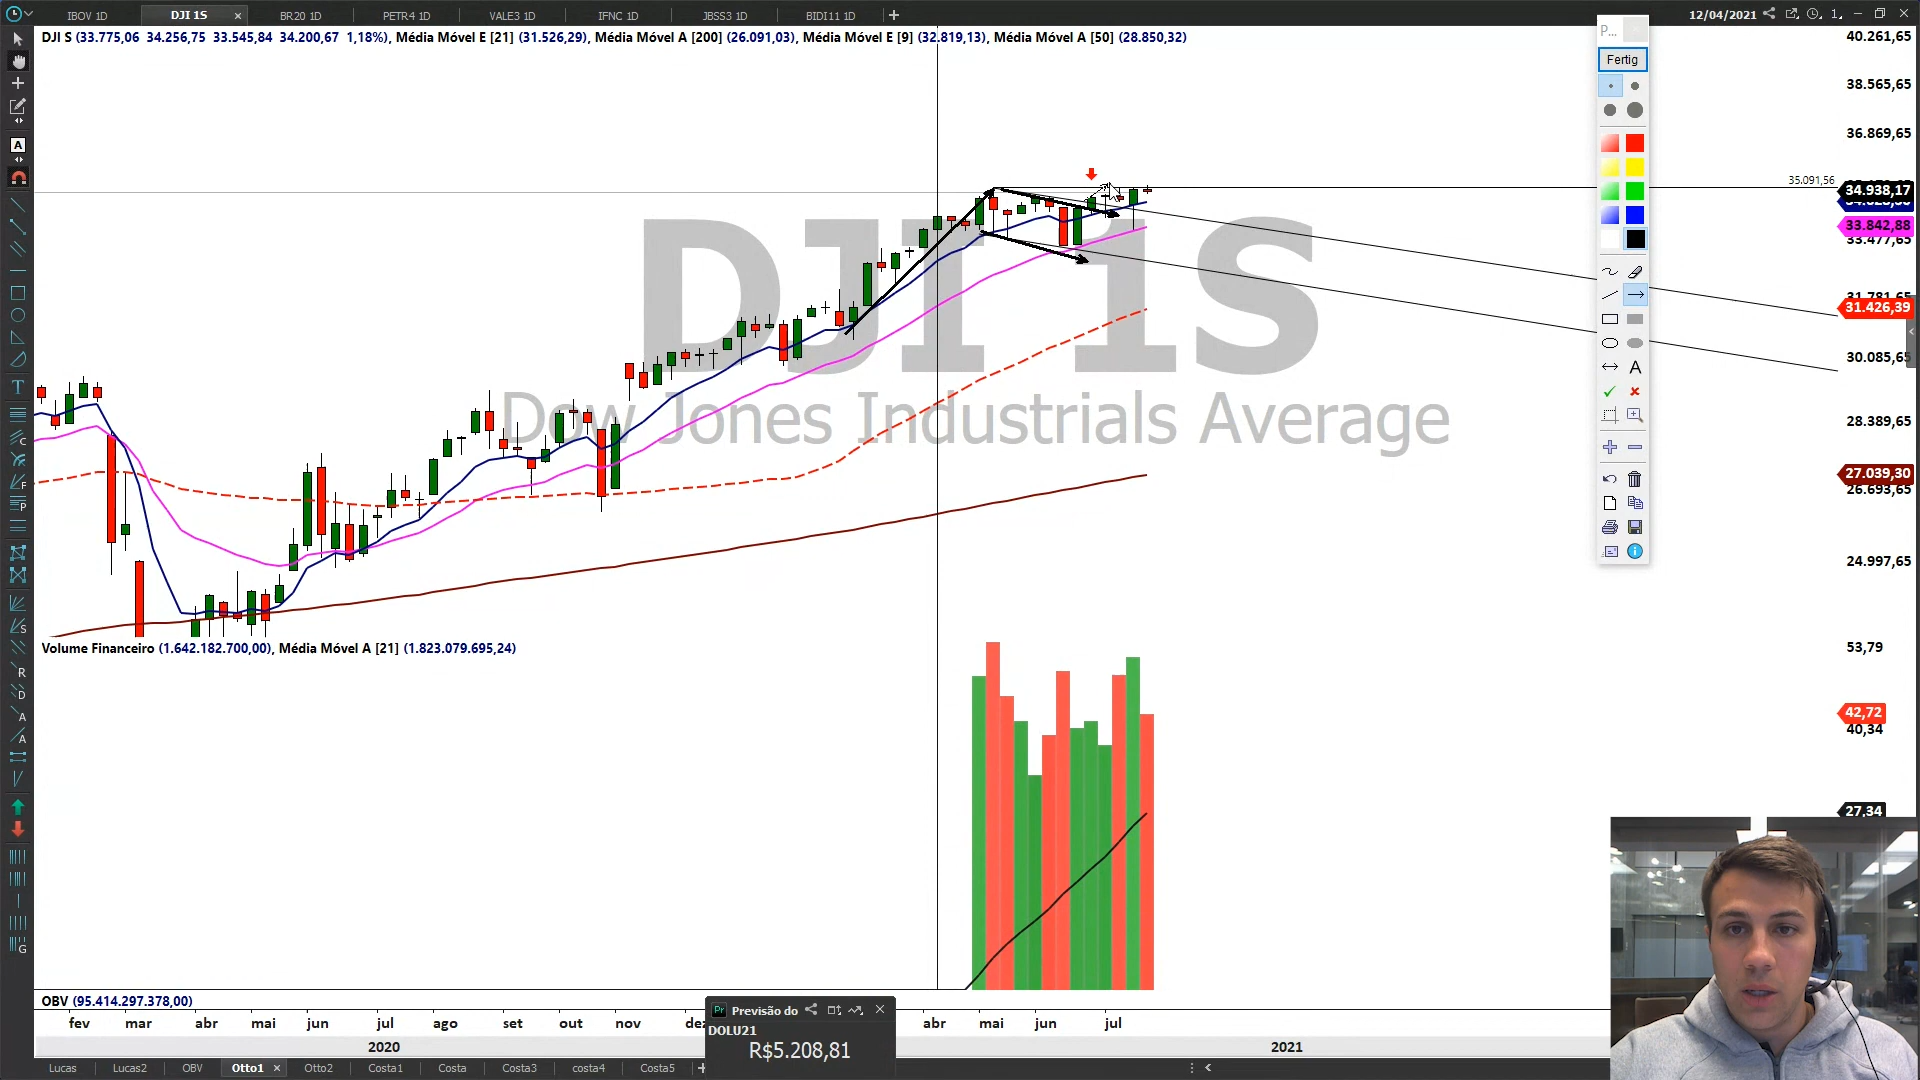 IBOV 1D
DJI 1S
BR20 1D
PETR4 1D
VALE3 1D
IFNC 1D
JBSS3 1D
BIDI11 1D
12/04/2021
DJI S (33.775,06 34.256,75 33.545,84 34.200,67 1,18%), Média Móvel E [21] (31.526,29), Média Móvel A [200] (26.091,03), Média Móvel E [9] (32.819,13), Média Móvel A [50] (28.850,32)
Fertig
40.261,65
38.565,65
36.869,65
35.091,56
34.938,17
33.842,88
33.477,65
31.426,39
30.085,65
28.389,65
27.039,30
26.693,65
24.997,65
DJI 1S
Dow Jones Industrials Average
Volume Financeiro (1.642.182.700,00), Média Móvel A [21] (1.823.079.695,24)
53,79
42,72
40,34
27,34
OBV (95.414.297.378,00)
fev mar abr mai jun jul ago set out nov abr mai jun jul
2020 2021
Previsão do
DOLU21
R$5.208,81
Lucas Lucas2 OBV Otto1 Otto2 Costa1 Costa Costa3 costa4 Costa5